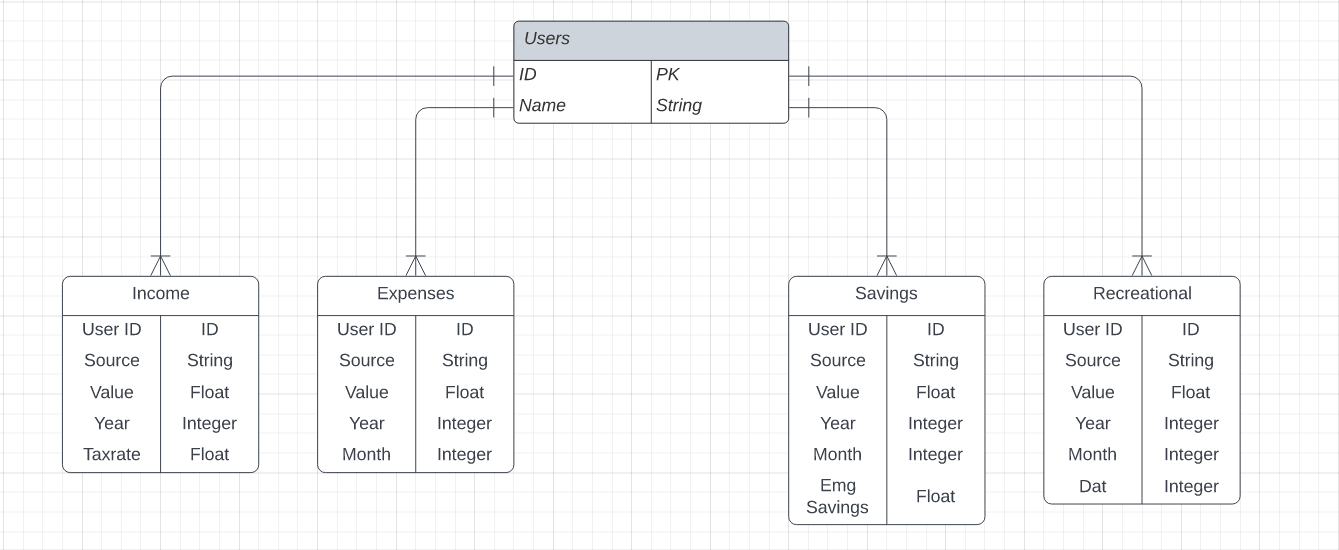 Users
ID PK
Name String
Income
User ID ID
Source String
Value Float
Year Integer
Taxrate Float
Expenses
User ID ID
Source String
Value Float
Year Integer
Month Integer
Savings
User ID ID
Source String
Value Float
Year Integer
Month Integer
Emg
Savings Float
Recreational
User ID ID
Source String
Value Float
Year Integer
Month Integer
Dat Integer